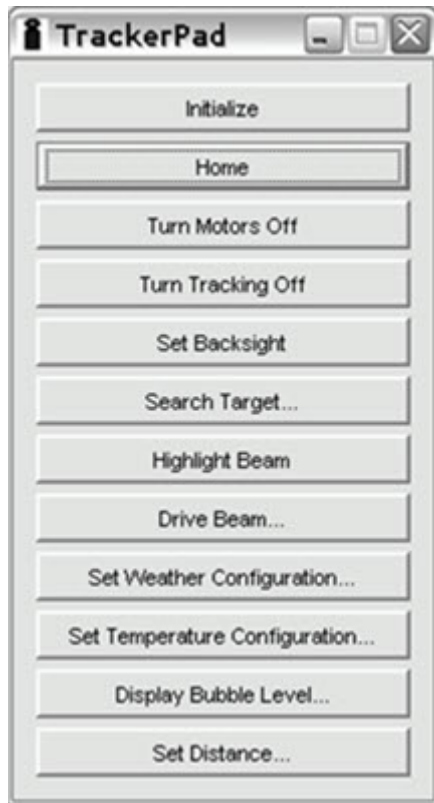 TrackerPad
Initialize
Home
Turn Motors Off
Turn Tracking Off
Set Backsight
Search Target...
Highlight Beam
Drive Beam...
Set Weather Configuration...
Set Temperature Configuration...
Display Bubble Level...
Set Distance...